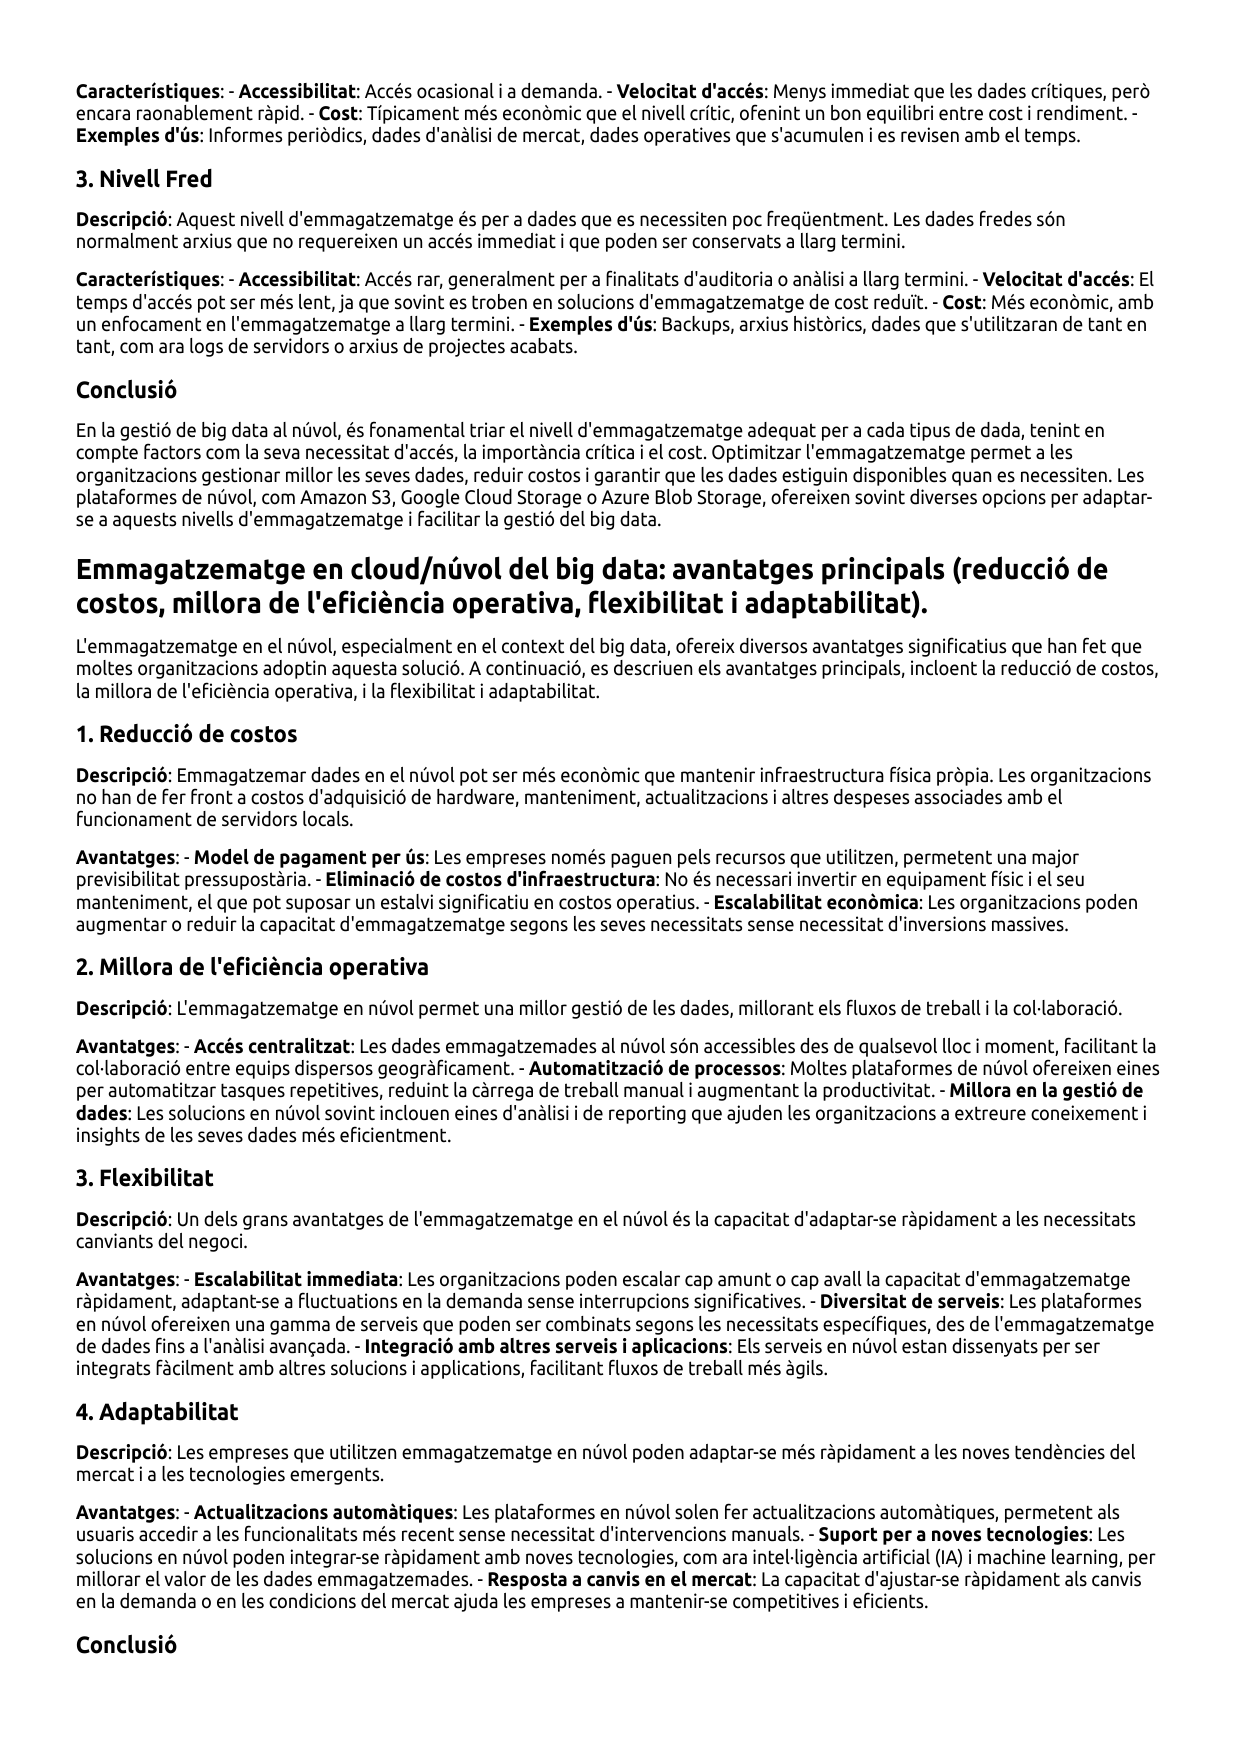 Característiques: - Accessibilitat: Accés ocasional i a demanda. - Velocitat d'accés: Menys immediat que les dades crítiques, però
encara raonablement ràpid. - Cost: Típicament més econòmic que el nivell crític, ofenint un bon equilibri entre cost i rendiment. -
Exemples d'ús: Informes periòdics, dades d'anàlisi de mercat, dades operatives que s'acumulen i es revisen amb el temps.
3. Nivell Fred
Descripció: Aquest nivell d'emmagatzematge és per a dades que es necessiten poc freqüentment. Les dades fredes són
normalment arxius que no requereixen un accés immediat i que poden ser conservats a llarg termini.
Característiques: - Accessibilitat: Accés rar, generalment per a finalitats d'auditoria o anàlisi a llarg termini. - Velocitat d'accés: El
temps d'accés pot ser més lent, ja que sovint es troben en solucions d'emmagatzematge de cost reduït. - Cost: Més econòmic, amb
un enfocament en l'emmagatzematge a llarg termini. - Exemples d'ús: Backups, arxius històrics, dades que s'utilitzaran de tant en
tant, com ara logs de servidors o arxius de projectes acabats.
Conclusió
En la gestió de big data al núvol, és fonamental triar el nivell d'emmagatzematge adequat per a cada tipus de dada, tenint en
compte factors com la seva necessitat d'accés, la importància crítica i el cost. Optimitzar l'emmagatzematge permet a les
organitzacions gestionar millor les seves dades, reduir costos i garantir que les dades estiguin disponibles quan es necessiten. Les
plataformes de núvol, com Amazon S3, Google Cloud Storage o Azure Blob Storage, ofereixen sovint diverses opcions per adaptar-
se a aquests nivells d'emmagatzematge i facilitar la gestió del big data.
Emmagatzematge en cloud/núvol del big data: avantatges principals (reducció de
costos, millora de l'eficiència operativa, flexibilitat i adaptabilitat).
L'emmagatzematge en el núvol, especialment en el context del big data, ofereix diversos avantatges significatius que han fet que
moltes organitzacions adoptin aquesta solució. A continuació, es descriuen els avantatges principals, incloent la reducció de costos,
la millora de l'eficiència operativa, i la flexibilitat i adaptabilitat.
1. Reducció de costos
Descripció: Emmagatzemar dades en el núvol pot ser més econòmic que mantenir infraestructura física pròpia. Les organitzacions
no han de fer front a costos d'adquisició de hardware, manteniment, actualitzacions i altres despeses associades amb el
funcionament de servidors locals.
Avantatges: - Model de pagament per ús: Les empreses només paguen pels recursos que utilitzen, permetent una major
previsibilitat pressupostària. - Eliminació de costos d'infraestructura: No és necessari invertir en equipament físic i el seu
manteniment, el que pot suposar un estalvi significatiu en costos operatius. - Escalabilitat econòmica: Les organitzacions poden
augmentar o reduir la capacitat d'emmagatzematge segons les seves necessitats sense necessitat d'inversions massives.
2. Millora de l'eficiència operativa
Descripció: L'emmagatzematge en núvol permet una millor gestió de les dades, millorant els fluxos de treball i la col·laboració.
Avantatges: - Accés centralitzat: Les dades emmagatzemades al núvol són accessibles des de qualsevol lloc i moment, facilitant la
col·laboració entre equips dispersos geogràficament. - Automatització de processos: Moltes plataformes de núvol ofereixen eines
per automatitzar tasques repetitives, reduint la càrrega de treball manual i augmentant la productivitat. - Millora en la gestió de
dades: Les solucions en núvol sovint inclouen eines d'anàlisi i de reporting que ajuden les organitzacions a extreure coneixement i
insights de les seves dades més eficientment.
3. Flexibilitat
Descripció: Un dels grans avantatges de l'emmagatzematge en el núvol és la capacitat d'adaptar-se ràpidament a les necessitats
canviants del negoci.
Avantatges: - Escalabilitat immediata: Les organitzacions poden escalar cap amunt o cap avall la capacitat d'emmagatzematge
ràpidament, adaptant-se a fluctuations en la demanda sense interrupcions significatives. - Diversitat de serveis: Les plataformes
en núvol ofereixen una gamma de serveis que poden ser combinats segons les necessitats específiques, des de l'emmagatzematge
de dades fins a l'anàlisi avançada. - Integració amb altres serveis i aplicacions: Els serveis en núvol estan dissenyats per ser
integrats fàcilment amb altres solucions i applications, facilitant fluxos de treball més àgils.
4. Adaptabilitat
Descripció: Les empreses que utilitzen emmagatzematge en núvol poden adaptar-se més ràpidament a les noves tendències del
mercat i a les tecnologies emergents.
Avantatges: - Actualitzacions automàtiques: Les plataformes en núvol solen fer actualitzacions automàtiques, permetent als
usuaris accedir a les funcionalitats més recent sense necessitat d'intervencions manuals. - Suport per a noves tecnologies: Les
solucions en núvol poden integrar-se ràpidament amb noves tecnologies, com ara intel·ligència artificial (IA) i machine learning, per
millorar el valor de les dades emmagatzemades. - Resposta a canvis en el mercat: La capacitat d'ajustar-se ràpidament als canvis
en la demanda o en les condicions del mercat ajuda les empreses a mantenir-se competitives i eficients.
Conclusió